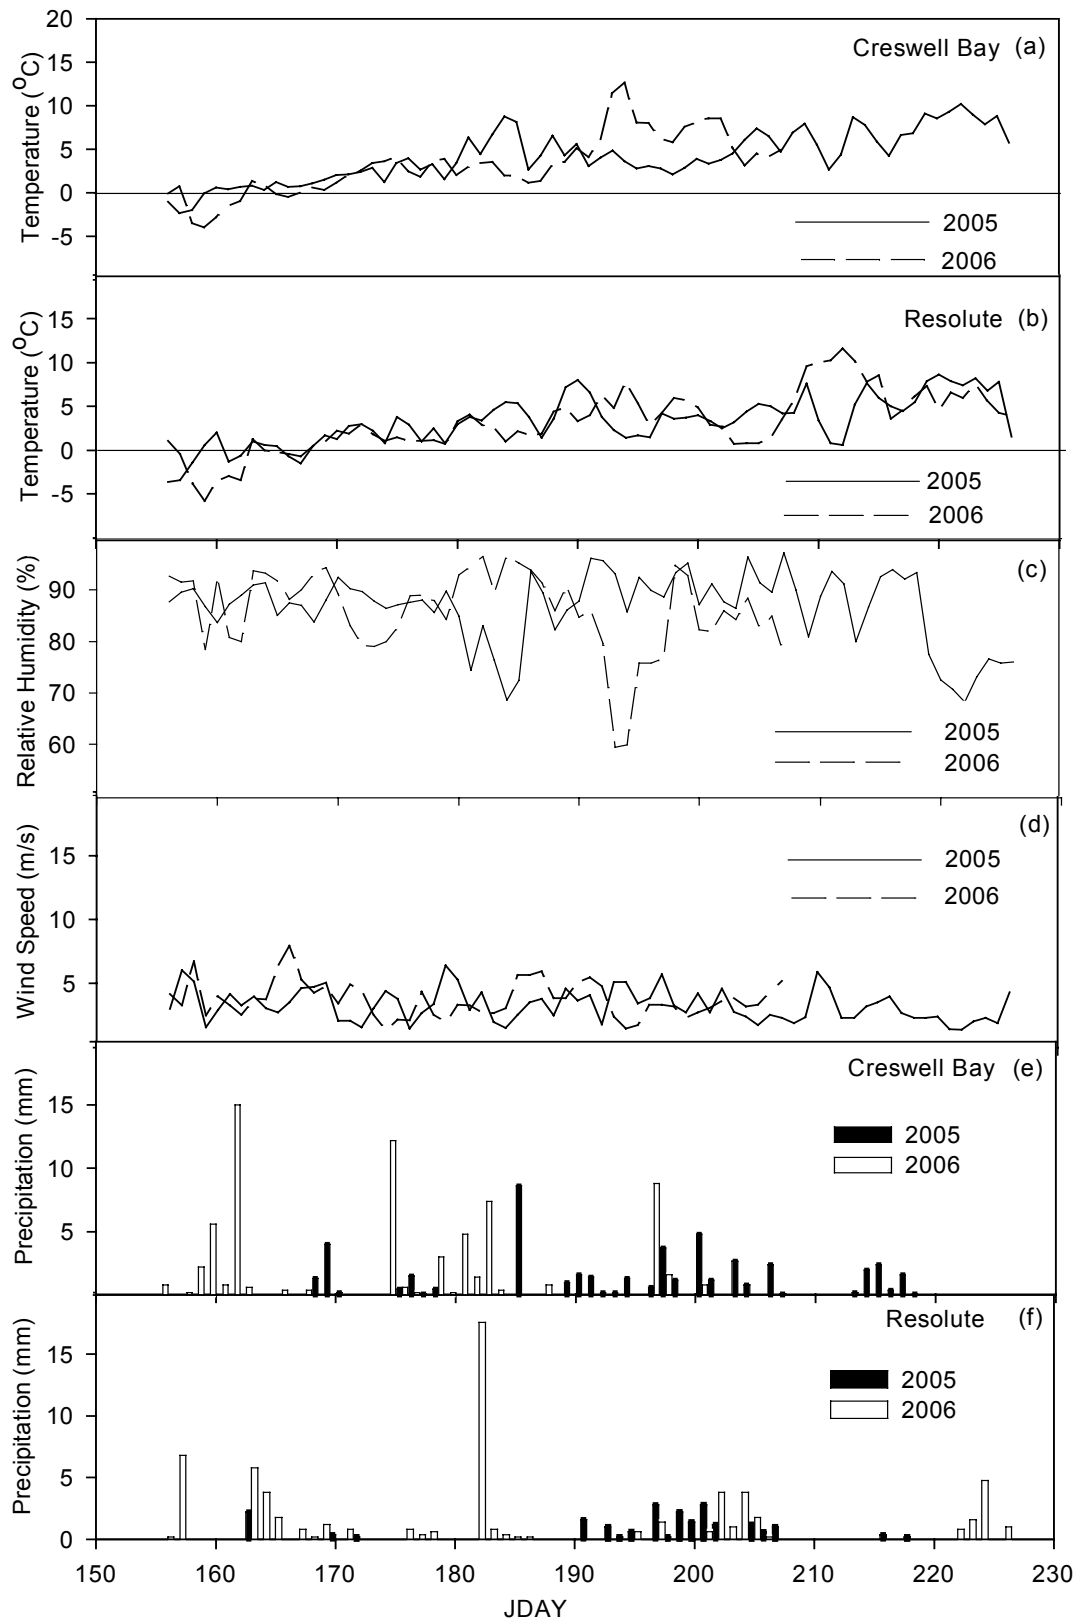 20
Creswell Bay (a)
15
10
5
0
-5
Temperature (°C)
2005
2006
Resolute (b)
15
10
5
0
-5
Temperature (°C)
2005
2006
(c)
90
80
70
60
Relative Humidity (%)
2005
2006
(d)
15
10
5
Wind Speed (m/s)
2005
2006
Creswell Bay (e)
15
10
5
Precipitation (mm)
2005
2006
Resolute (f)
15
10
5
0
Precipitation (mm)
2005
2006
150 160 170 180 190 200 210 220 230
JDAY